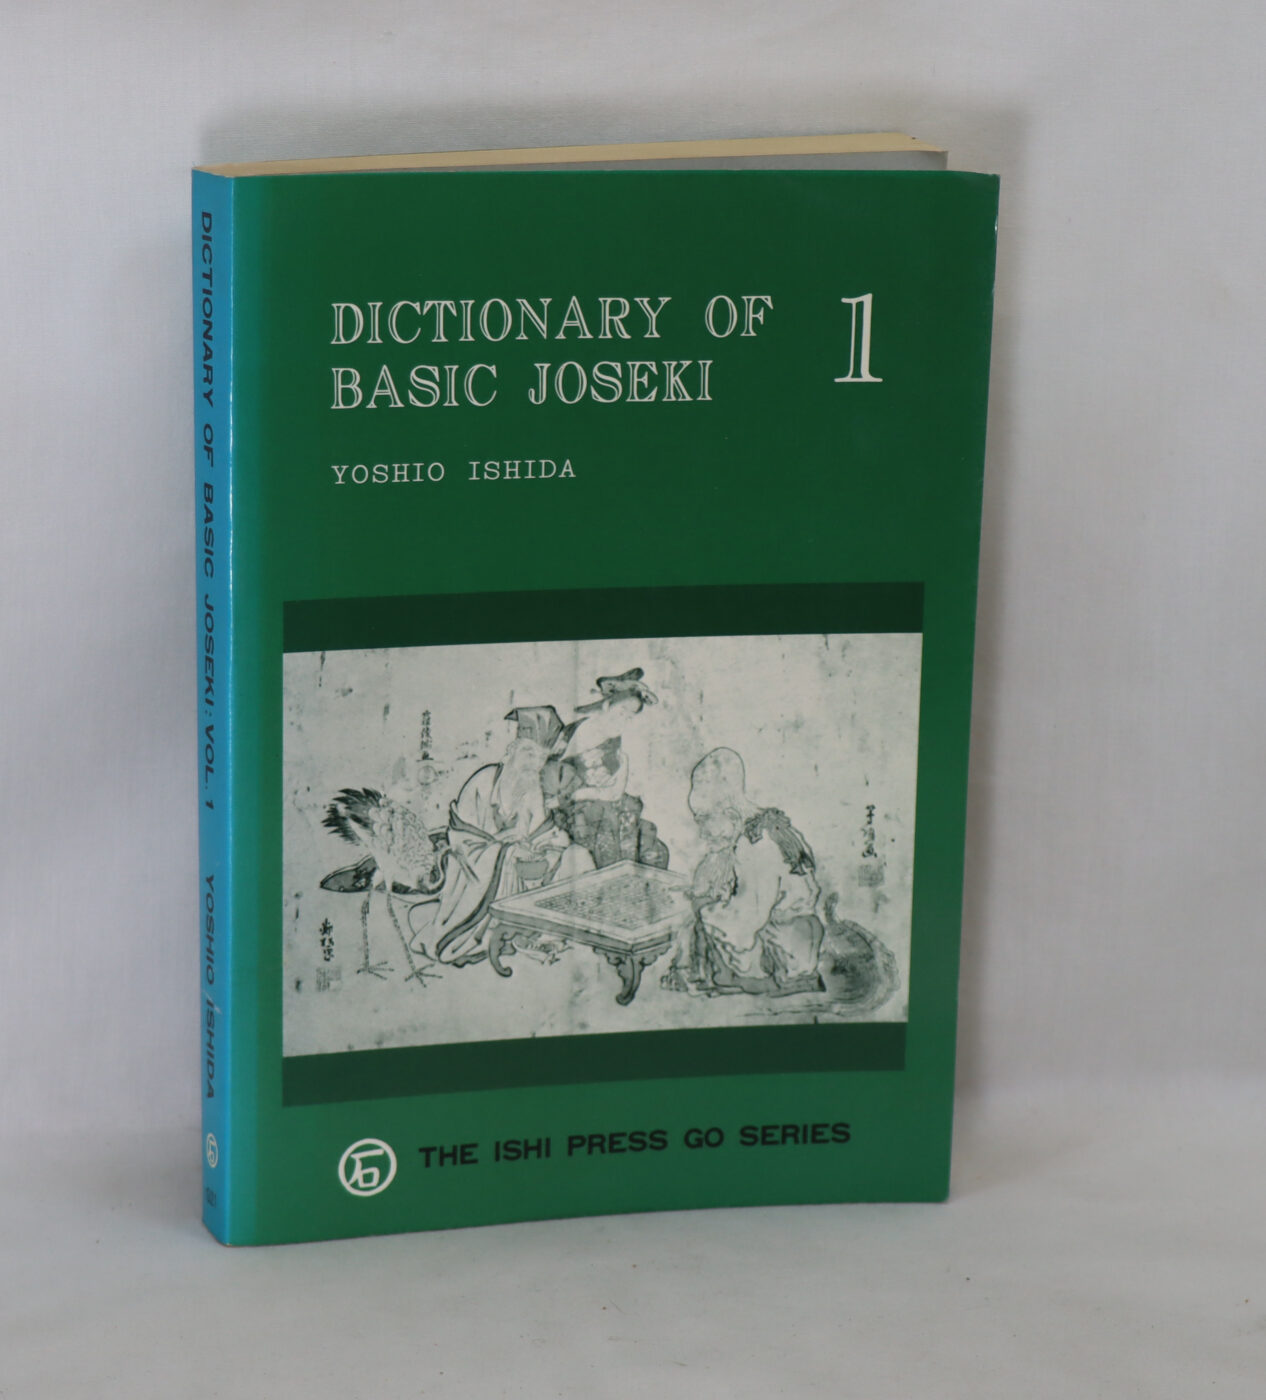 DICTIONARY OF
BASIC JOSEKI
1
YOSHIO ISHIDA
石 THE ISHI PRESS GO SERIES
DICTIONARY OF BASIC JOSEKI: VOL. 1 YOSHIO ISHIDA
石